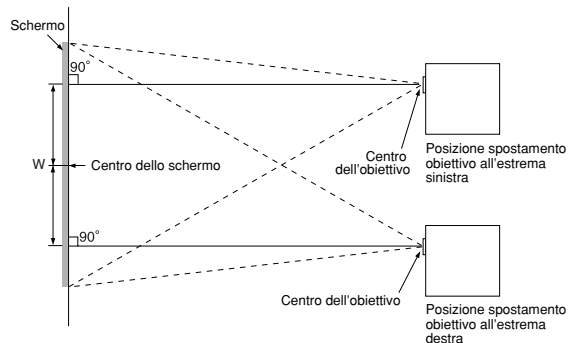 Schermo
90°
W
Centro dello schermo
Centro
dell'obiettivo
Posizione spostamento
obiettivo all'estrema
sinistra
90°
Centro dell'obiettivo
Posizione spostamento
obiettivo all'estrema
destra